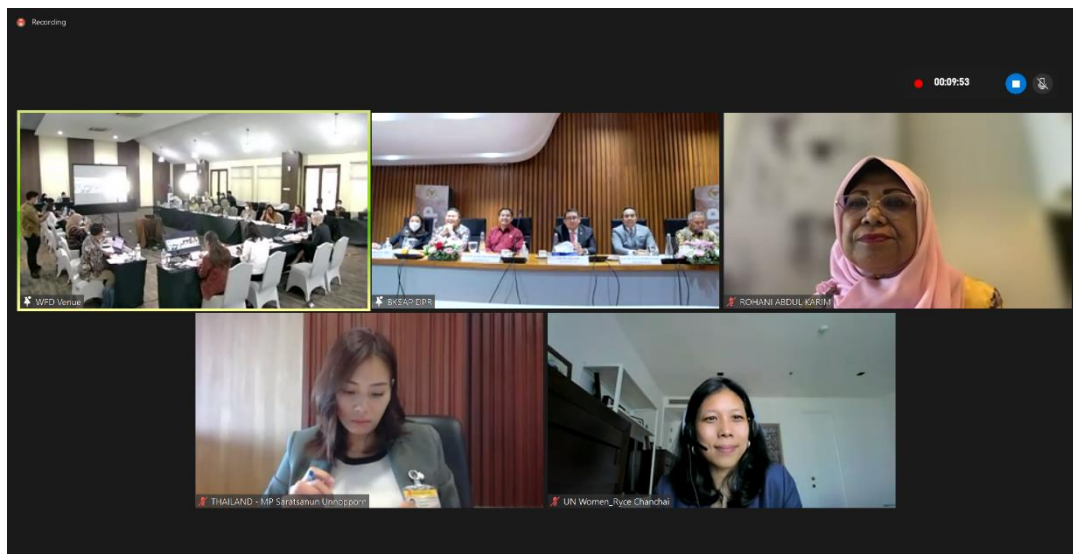 Recording
00:09:53
WFD Venue
BKSAP DPR
ROHANI ABDUL KARIM
THAILAND - MP Saratsanun Unnopporn
UN Women_Ryce Chanchai